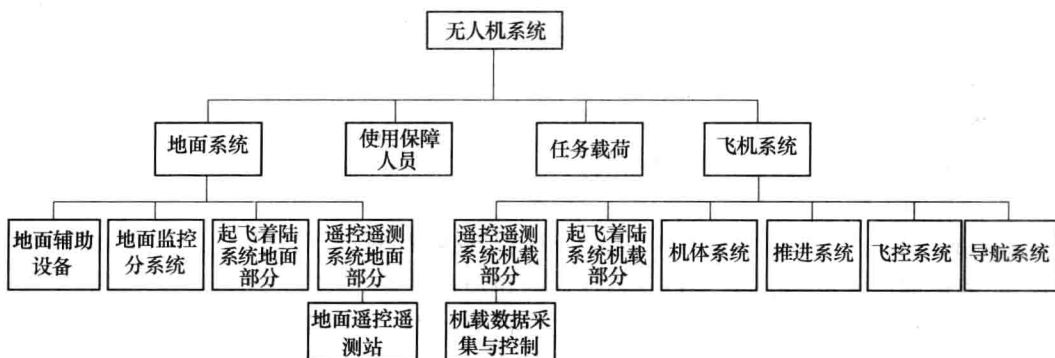 无人机系统
地面系统
使用保障
人员
任务载荷
飞机系统
地面辅助
设备
地面监控
分系统
起飞着陆
系统地面
部分
遥控遥测
系统地面
部分
遥控遥测
系统机载
部分
起飞着陆
系统机载
部分
机体系统
推进系统
飞控系统
导航系统
地面遥控遥
测站
机载数据采
集与控制